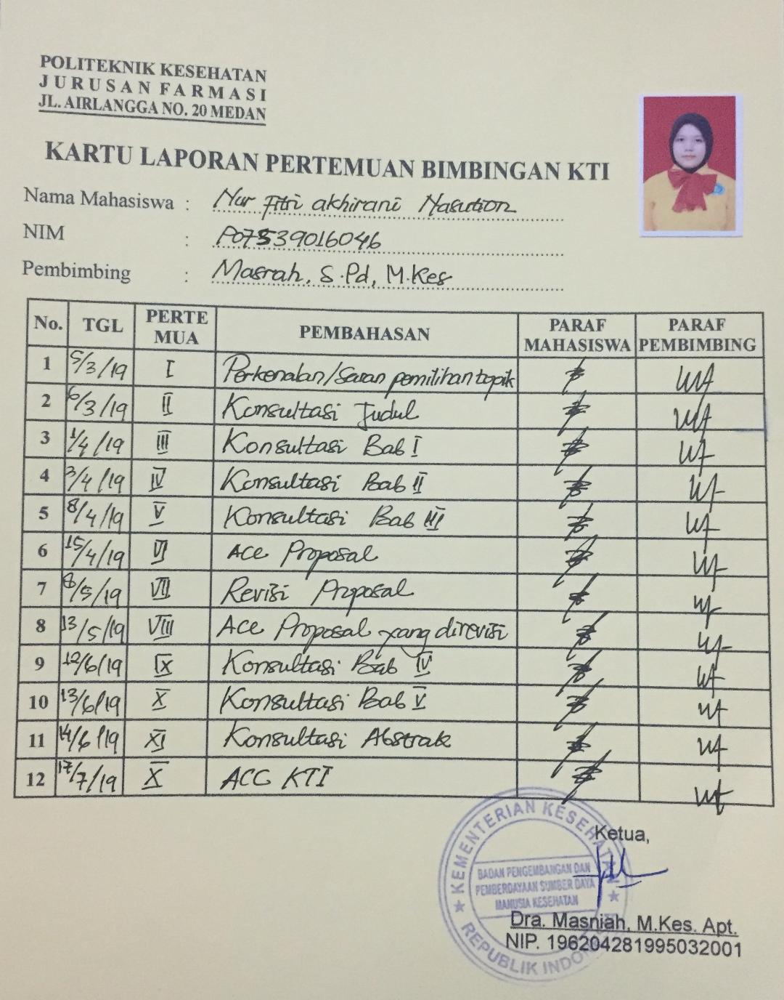 POLITEKNIK KESEHATAN
JURUSAN FARMASI
JL. AIRLANGGA NO. 20 MEDAN
KARTU LAPORAN PERTEMUAN BIMBINGAN KTI
Nama Mahasiswa : Nur Fitri akhirani Nasution
NIM : P07539016046
Pembimbing : Masrah, S.Pd, M.Kes
No. TGL PERTE MUA PEMBAHASAN PARAF MAHASISWA PARAF PEMBIMBING
1 5/3/19 I Perkenalan/Saran pemilihan topik
2 6/3/19 II Konsultasi Judul
3 1/4/19 III Konsultasi Bab I
4 3/4/19 IV Konsultasi Bab II
5 8/4/19 V Konsultasi Bab III
6 15/4/19 VI Acc Proposal
7 8/5/19 VII Revisi Proposal
8 13/5/19 VIII Acc Proposal yang direvisi
9 12/6/19 IX Konsultasi Bab IV
10 13/6/19 X Konsultasi Bab V
11 14/6/19 XI Konsultasi Abstrak
12 17/7/19 X ACC KTI
Ketua,
KEMENTERIAN KESEHATAN
BADAN PENGEMBANGAN DAN
PEMBERDAYAAN SUMBER DAYA
MANUSIA KESEHATAN
REPUBLIK INDONESIA
Dra. Masniah, M.Kes. Apt.
NIP. 196204281995032001